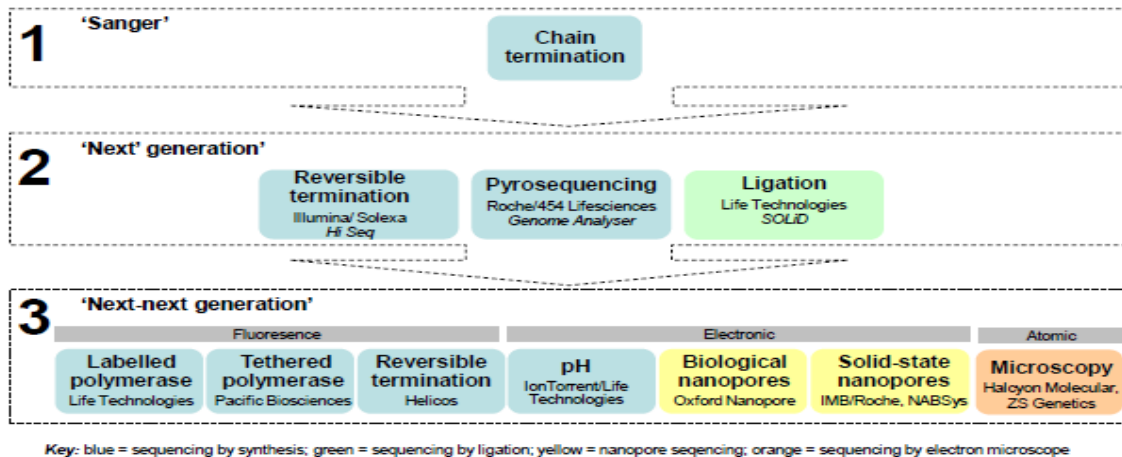 1 ‘Sanger’
Chain
termination
2 ‘Next’ generation’
Reversible
termination
Illumina/ Solexa
Hi Seq
Pyrosequencing
Roche/454 Lifesciences
Genome Analyser
Ligation
Life Technologies
SOLiD
3 ‘Next-next generation’
Fluoresence
Electronic
Atomic
Labelled
polymerase
Life Technologies
Tethered
polymerase
Pacific Biosciences
Reversible
termination
Helicos
pH
IonTorrent/Life
Technologies
Biological
nanopores
Oxford Nanopore
Solid-state
nanopores
IMB/Roche, NABSys
Microscopy
Halcyon Molecular,
ZS Genetics
Key: blue = sequencing by synthesis; green = sequencing by ligation; yellow = nanopore seqencing; orange = sequencing by electron microscope